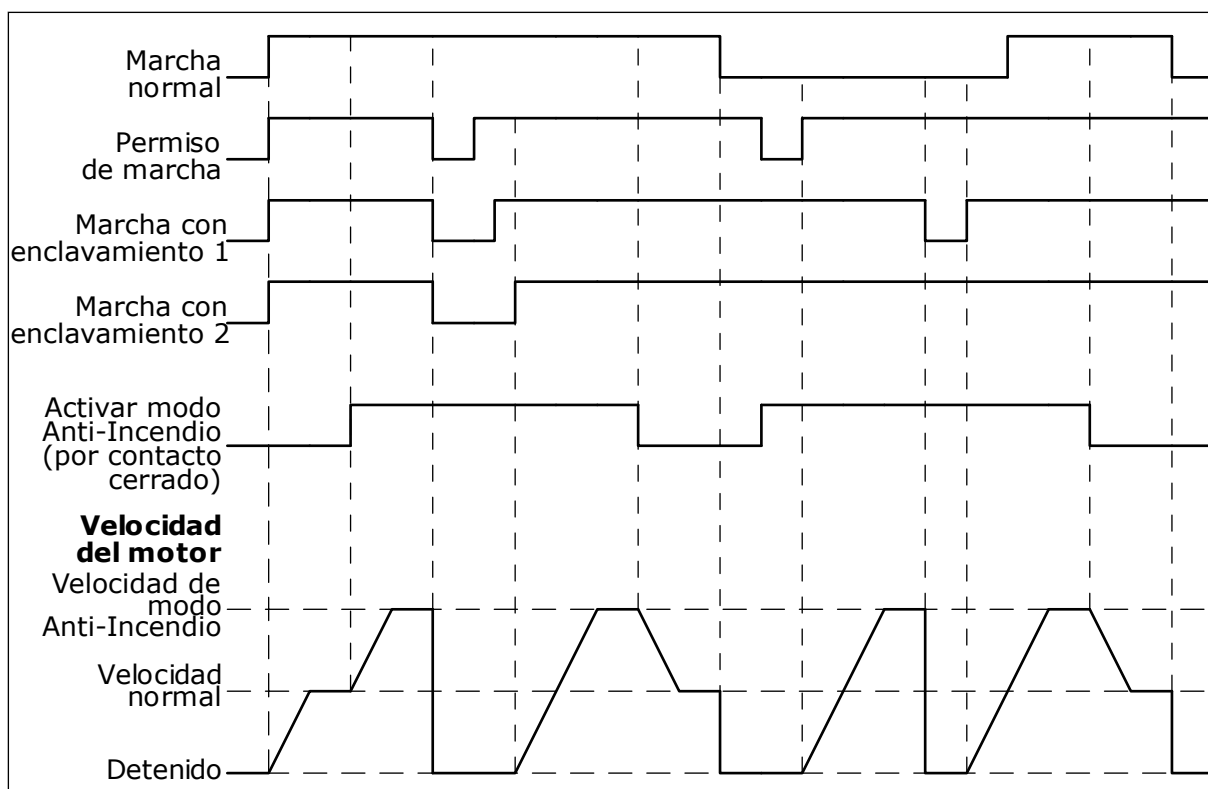 Marcha
normal
Permiso
de marcha
Marcha con
enclavamiento 1
Marcha con
enclavamiento 2
Activar modo
Anti-Incendio
(por contacto
cerrado)
Velocidad
del motor
Velocidad de
modo
Anti-Incendio
Velocidad
normal
Detenido